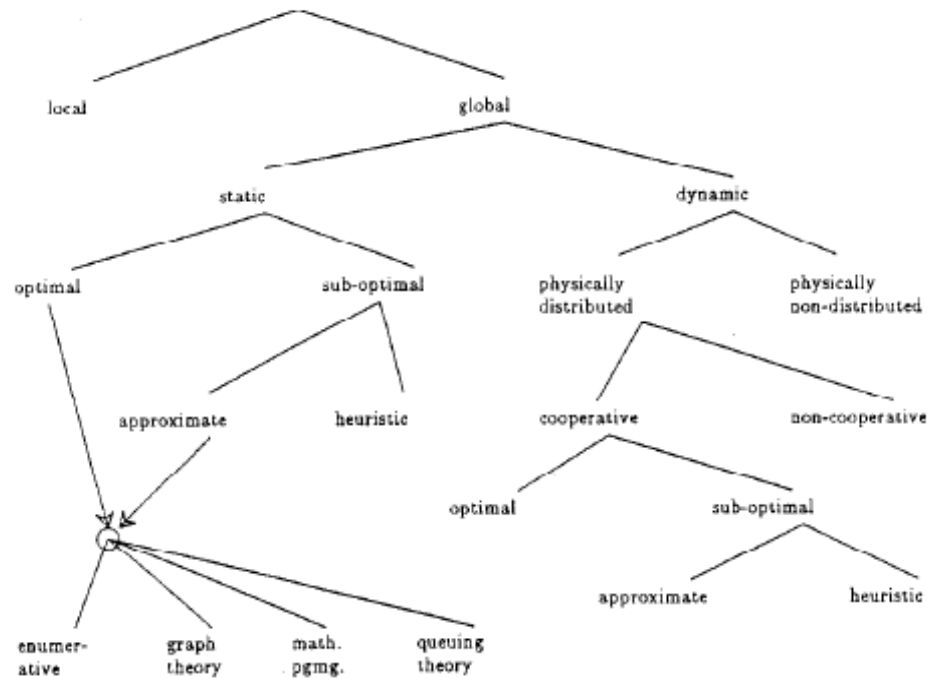 local
global
static
dynamic
optimal
sub-optimal
physically
distributed
physically
non-distributed
approximate
heuristic
cooperative
non-cooperative
optimal
sub-optimal
approximate
heuristic
enumer-
ative
graph
theory
math.
pgmg.
queuing
theory